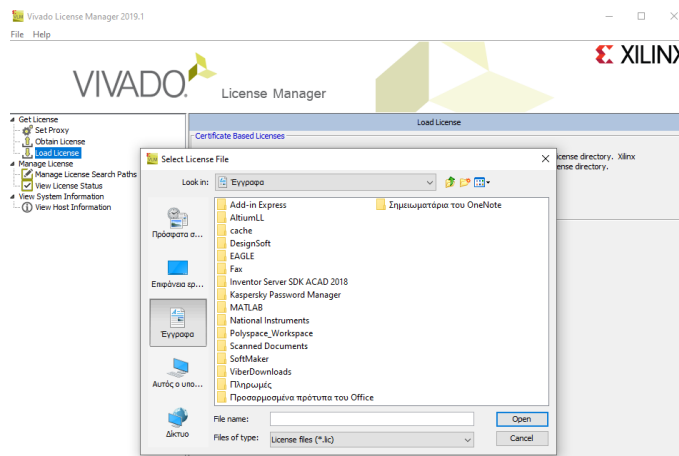 Vivado License Manager 2019.1
File Help
VIVADO. License Manager
XILINX
Get License
Set Proxy
Obtain License
Load License
Manage License
Manage License Search Paths
View License Status
View System Information
View Host Information
Load License
Certificate Based Licenses
icense directory. Xilinx
ense directory.
Select License File
Look in: Έγγραφα
Πρόσφατα σ...
Επιφάνεια ερ...
Έγγραφα
Αυτός ο υπο...
Δίκτυο
Add-in Express
AltiumLL
cache
DesignSoft
EAGLE
Fax
Inventor Server SDK ACAD 2018
Kaspersky Password Manager
MATLAB
National Instruments
Polyspace_Workspace
Scanned Documents
SoftMaker
ViberDownloads
Πληρωμές
Προσαρμοσμένα πρότυπα του Office
Σημειωματάρια του OneNote
File name: Open
Files of type: License files (*.lic) Cancel